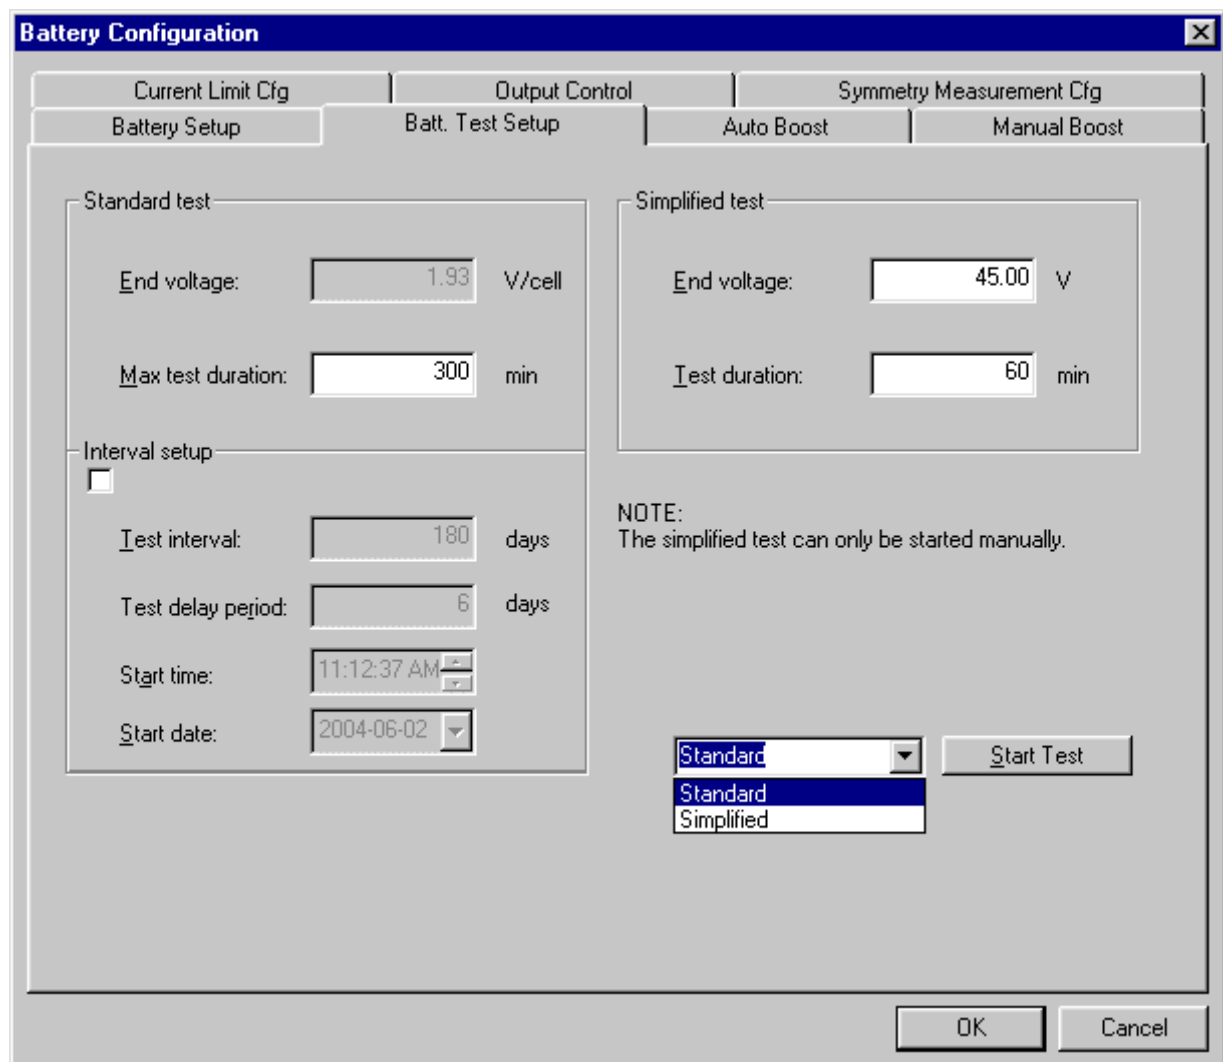 Battery Configuration
Current Limit Cfg
Output Control
Symmetry Measurement Cfg
Battery Setup
Batt. Test Setup
Auto Boost
Manual Boost
Standard test
End voltage: 1.93 V/cell
Max test duration: 300 min
Interval setup
Test interval: 180 days
Test delay period: 6 days
Start time: 11:12:37 AM
Start date: 2004-06-02
Simplified test
End voltage: 45.00 V
Test duration: 60 min
NOTE:
The simplified test can only be started manually.
Standard
Start Test
Standard
Simplified
OK
Cancel